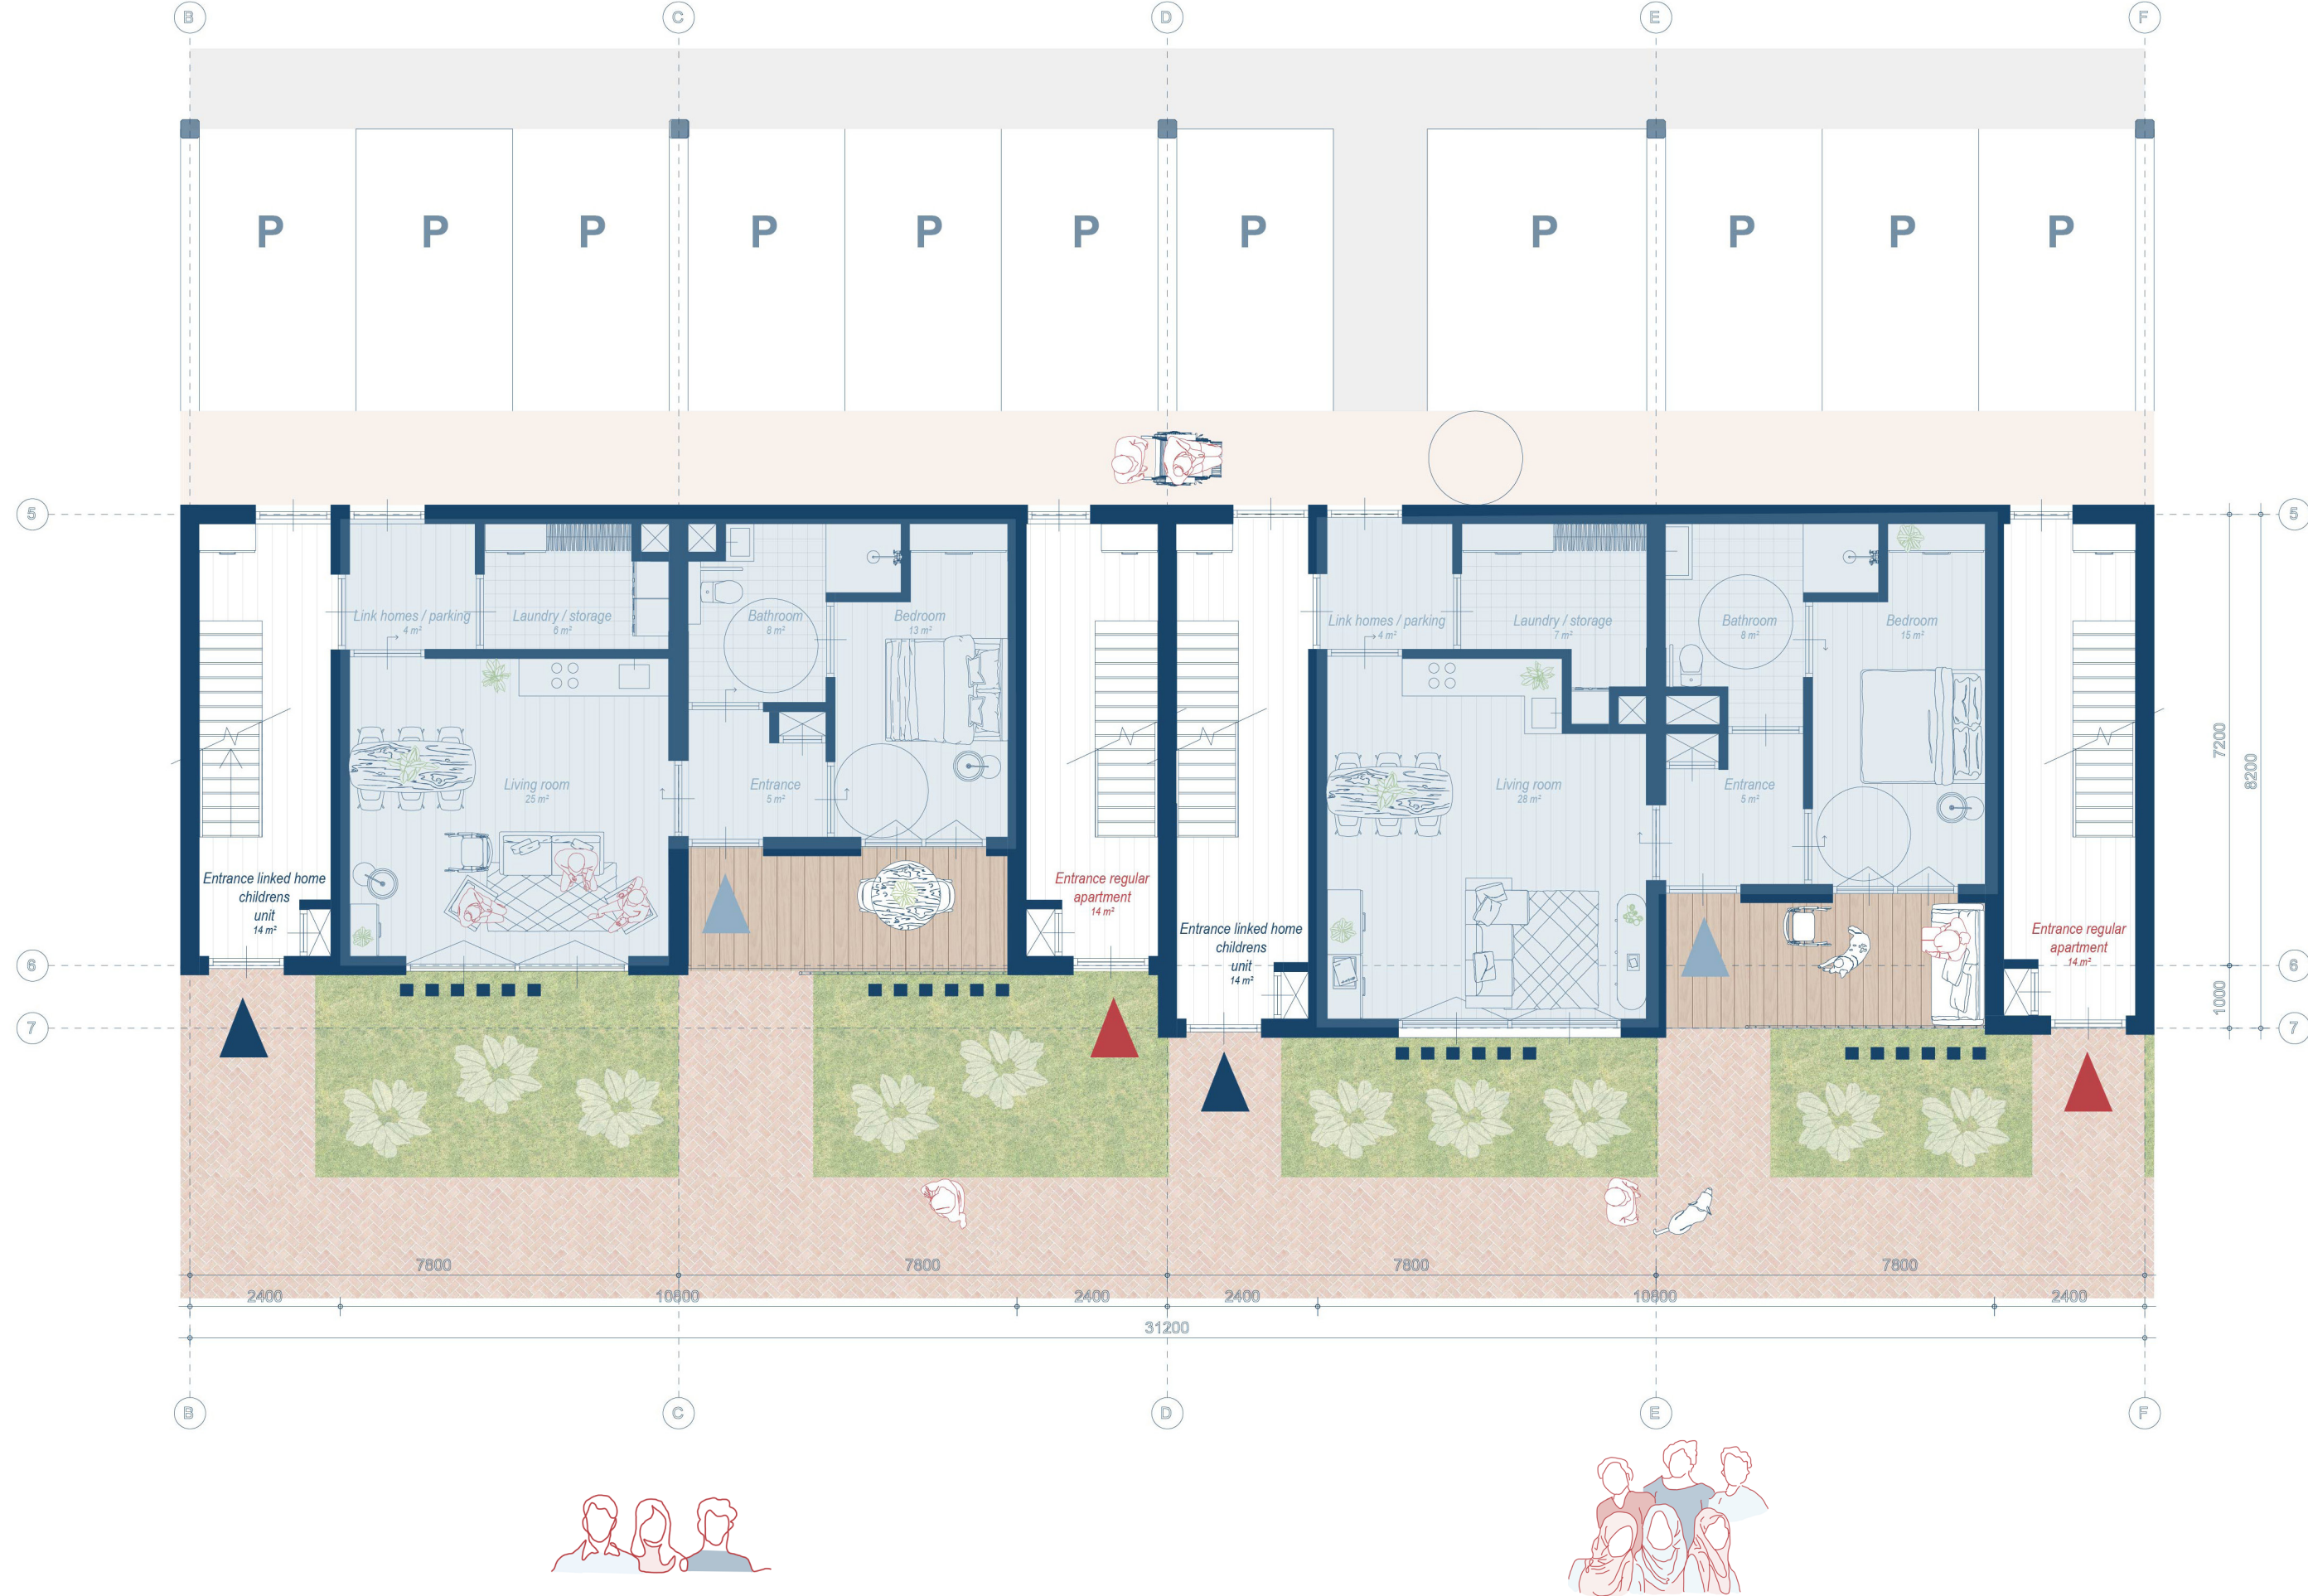 B C D E F
P P P P P P P P P P P
5 5
Link homes / parking
4 m²
Laundry / storage
6 m²
Bathroom
8 m²
Bedroom
13 m²
Link homes / parking
4 m²
Laundry / storage
7 m²
Bathroom
8 m²
Bedroom
15 m²
Living room
25 m²
Entrance
5 m²
Living room
28 m²
Entrance
5 m²
7200
8200
Entrance linked home
childrens
unit
14 m²
Entrance regular
apartment
14 m²
Entrance linked home
childrens
unit
14 m²
Entrance regular
apartment
14 m²
6 6
1000
7 7
7800 7800 7800 7800
2400 10800 2400 2400 10800 2400
31200
B C D E F